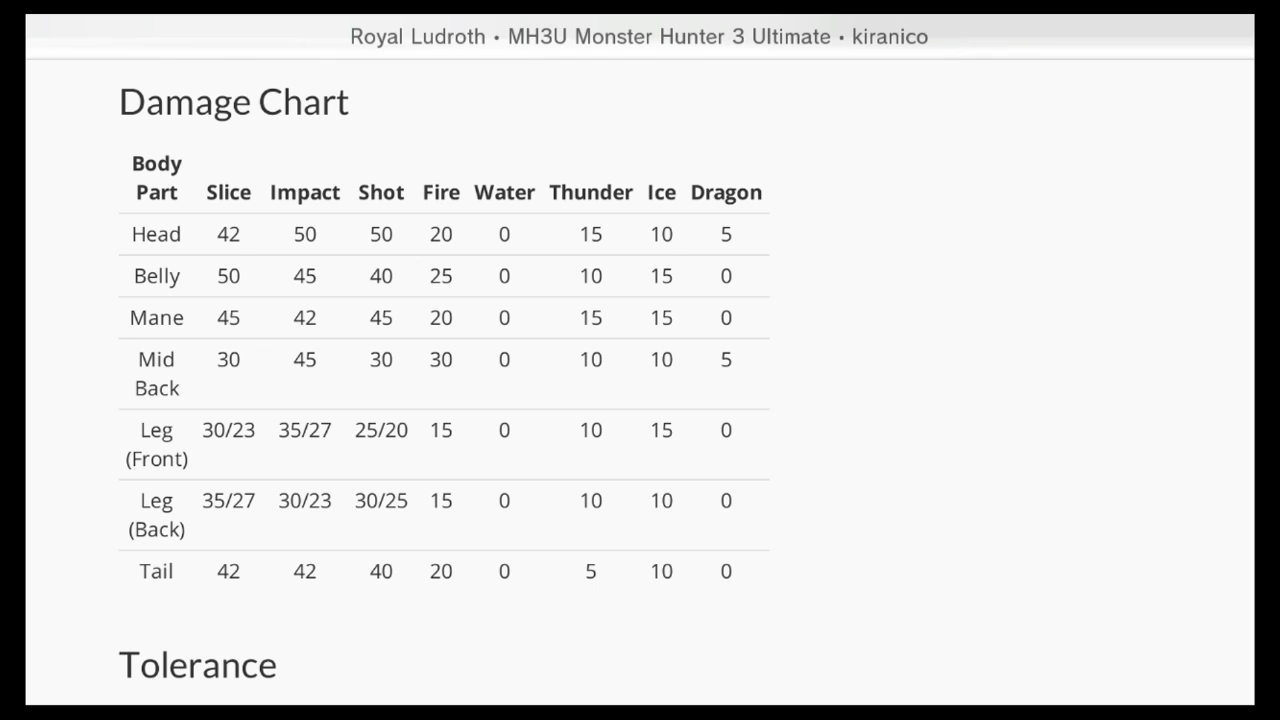 Royal Ludroth • MH3U Monster Hunter 3 Ultimate • kiranico
Damage Chart
Body
Part Slice Impact Shot Fire Water Thunder Ice Dragon
Head 42 50 50 20 0 15 10 5
Belly 50 45 40 25 0 10 15 0
Mane 45 42 45 20 0 15 15 0
Mid 30 45 30 30 0 10 10 5
Back
Leg 30/23 35/27 25/20 15 0 10 15 0
(Front)
Leg 35/27 30/23 30/25 15 0 10 10 0
(Back)
Tail 42 42 40 20 0 5 10 0
Tolerance